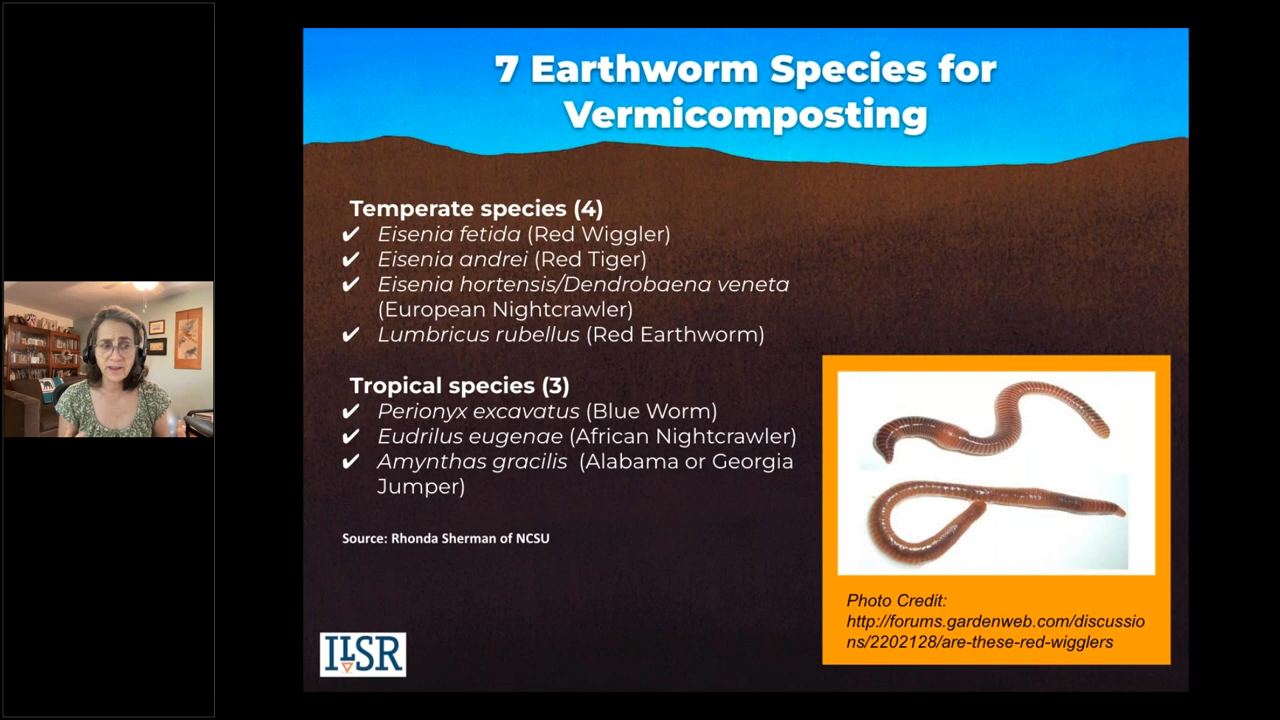 7 Earthworm Species for
Vermicomposting
Temperate species (4)
✔ Eisenia fetida (Red Wiggler)
✔ Eisenia andrei (Red Tiger)
✔ Eisenia hortensis/Dendrobaena veneta
(European Nightcrawler)
✔ Lumbricus rubellus (Red Earthworm)
Tropical species (3)
✔ Perionyx excavatus (Blue Worm)
✔ Eudrilus eugenae (African Nightcrawler)
✔ Amynthas gracilis (Alabama or Georgia
Jumper)
Source: Rhonda Sherman of NCSU
Photo Credit:
http://forums.gardenweb.com/discussio
ns/2202128/are-these-red-wigglers
ILSR